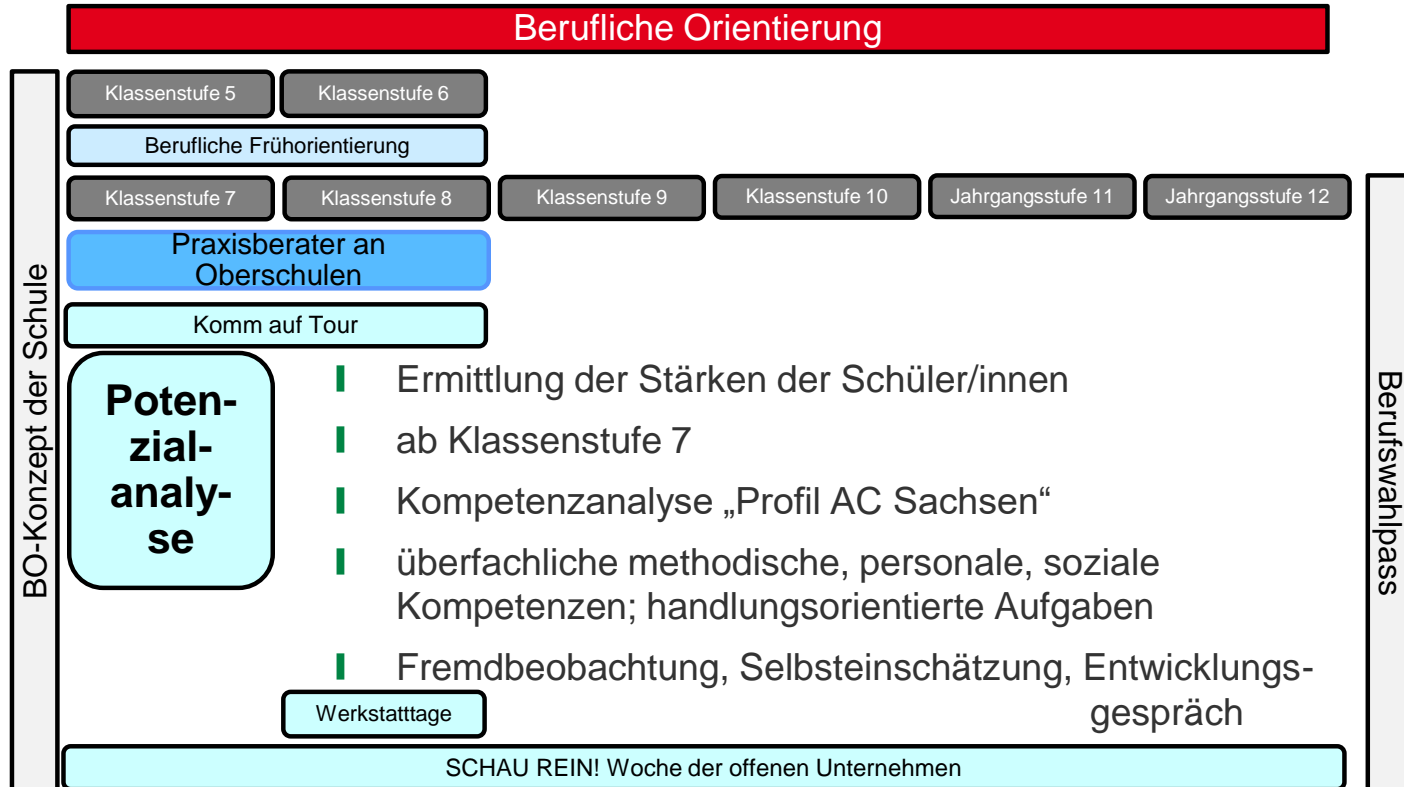 Berufliche Orientierung
BO-Konzept der Schule
Klassenstufe 5
Klassenstufe 6
Berufliche Frühorientierung
Klassenstufe 7
Klassenstufe 8
Klassenstufe 9
Klassenstufe 10
Jahrgangsstufe 11
Jahrgangsstufe 12
Praxisberater an
Oberschulen
Komm auf Tour
Poten-
zial-
analy-
se
Ermittlung der Stärken der Schüler/innen
ab Klassenstufe 7
Kompetenzanalyse „Profil AC Sachsen“
überfachliche methodische, personale, soziale
Kompetenzen; handlungsorientierte Aufgaben
Fremdbeobachtung, Selbsteinschätzung, Entwicklungs-
gespräch
Werkstatttage
SCHAU REIN! Woche der offenen Unternehmen
Berufswahlpass